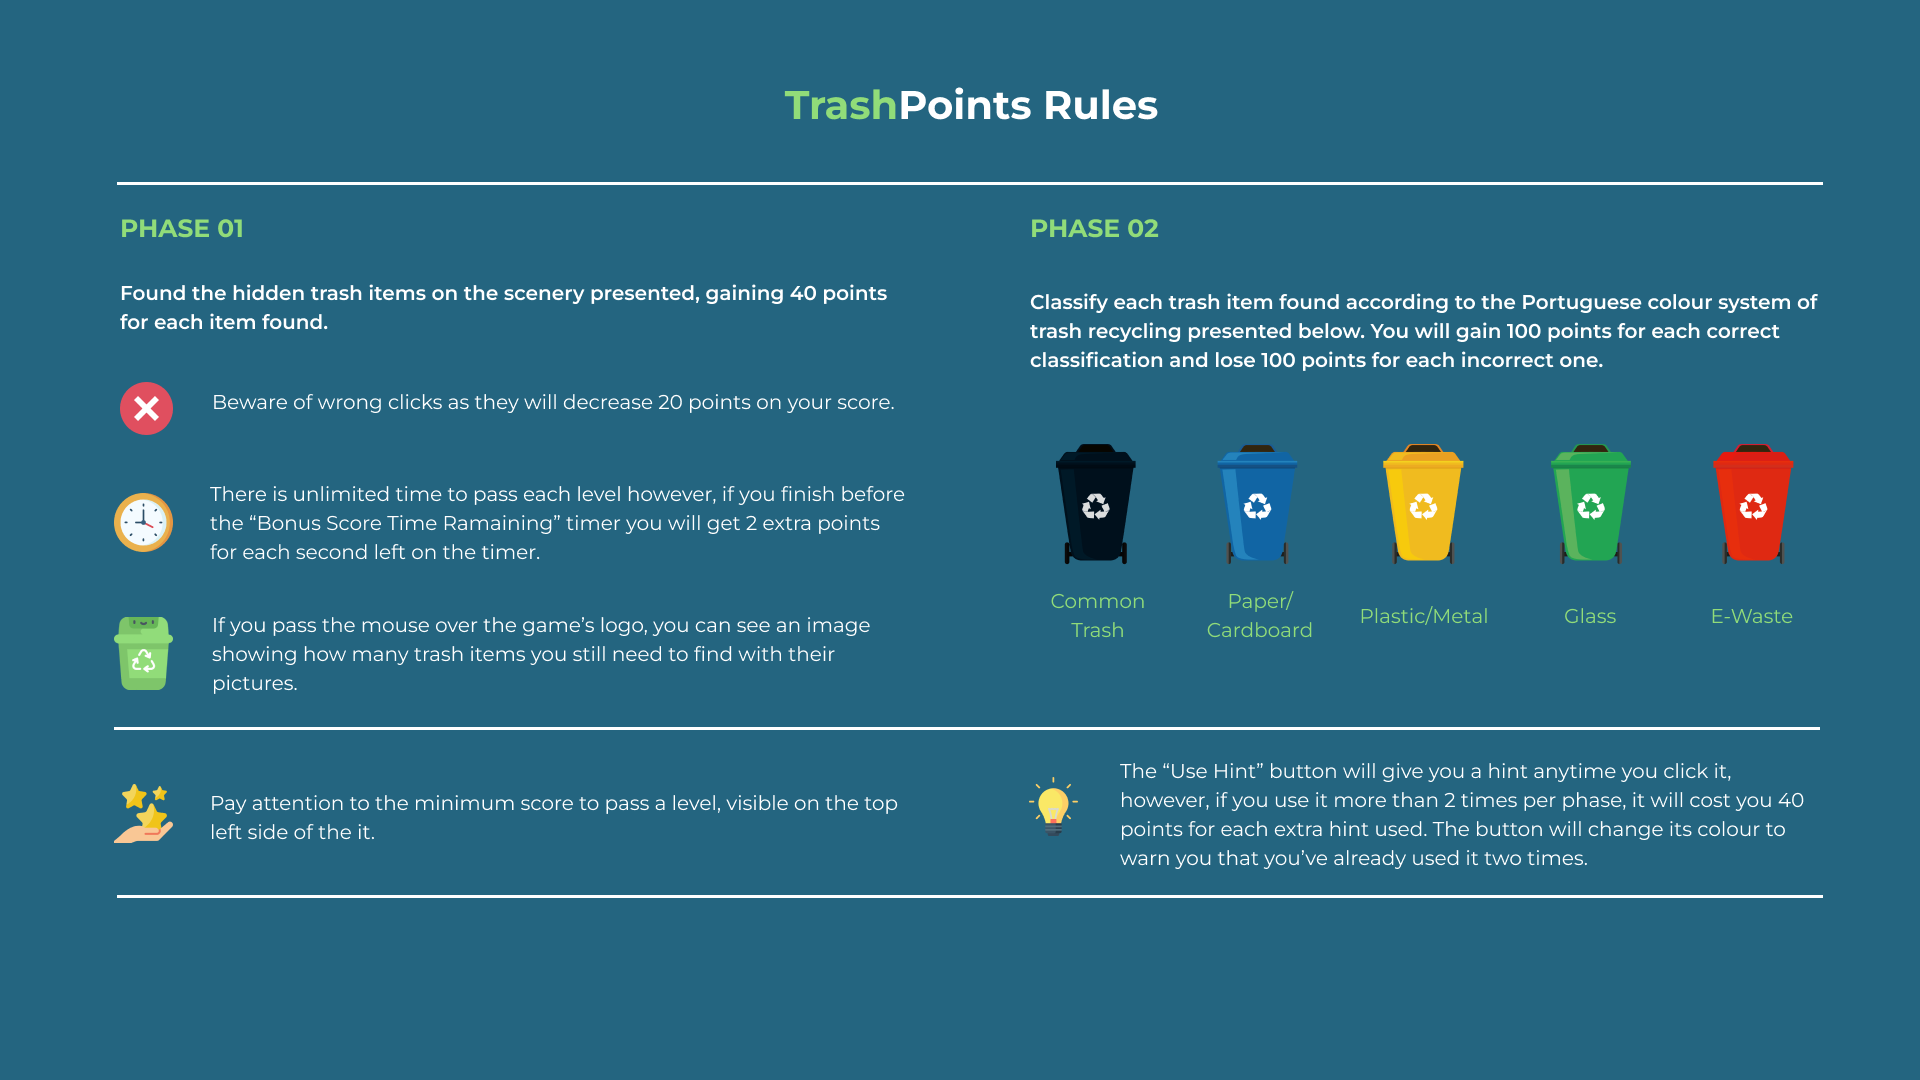 TrashPoints Rules
PHASE 01
Found the hidden trash items on the scenery presented, gaining 40 points
for each item found.
Beware of wrong clicks as they will decrease 20 points on your score.
There is unlimited time to pass each level however, if you finish before
the “Bonus Score Time Ramaining” timer you will get 2 extra points
for each second left on the timer.
If you pass the mouse over the game’s logo, you can see an image
showing how many trash items you still need to find with their
pictures.
PHASE 02
Classify each trash item found according to the Portuguese colour system of
trash recycling presented below. You will gain 100 points for each correct
classification and lose 100 points for each incorrect one.
Common
Trash
Paper/
Cardboard
Plastic/Metal
Glass
E-Waste
Pay attention to the minimum score to pass a level, visible on the top
left side of the it.
The “Use Hint” button will give you a hint anytime you click it,
however, if you use it more than 2 times per phase, it will cost you 40
points for each extra hint used. The button will change its colour to
warn you that you’ve already used it two times.